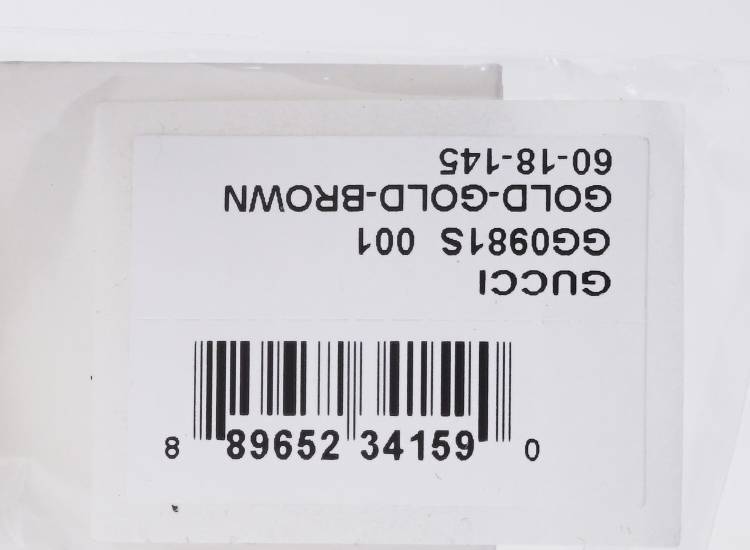 GUCCI
GG0981S 001
GOLD-GOLD-BROWN
60-18-145
8 89652 34159 0